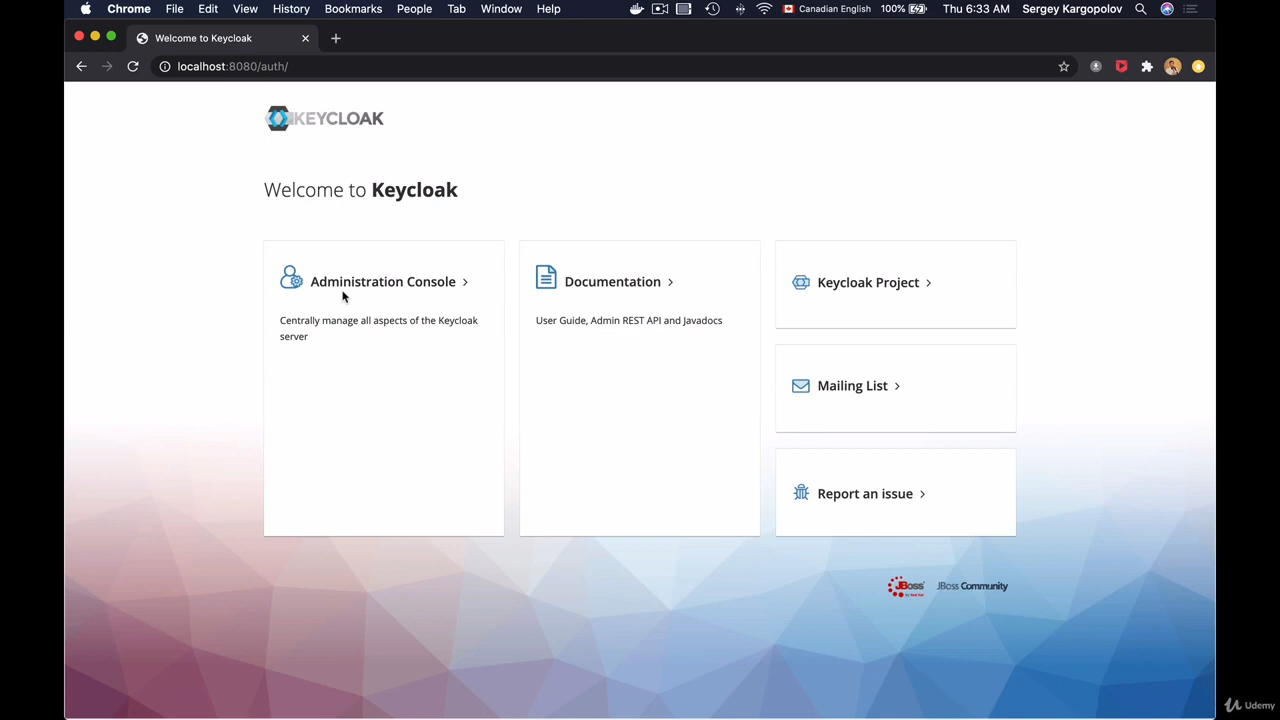 Chrome File Edit View History Bookmarks People Tab Window Help Canadian English 100% Thu 6:33 AM Sergey Kargopolov
Welcome to Keycloak
localhost:8080/auth/
KEYCLOAK
Welcome to Keycloak
Administration Console
Centrally manage all aspects of the Keycloak
server
Documentation
User Guide, Admin REST API and Javadocs
Keycloak Project
Mailing List
Report an issue
JBoss by Red Hat JBoss Community
Udemy